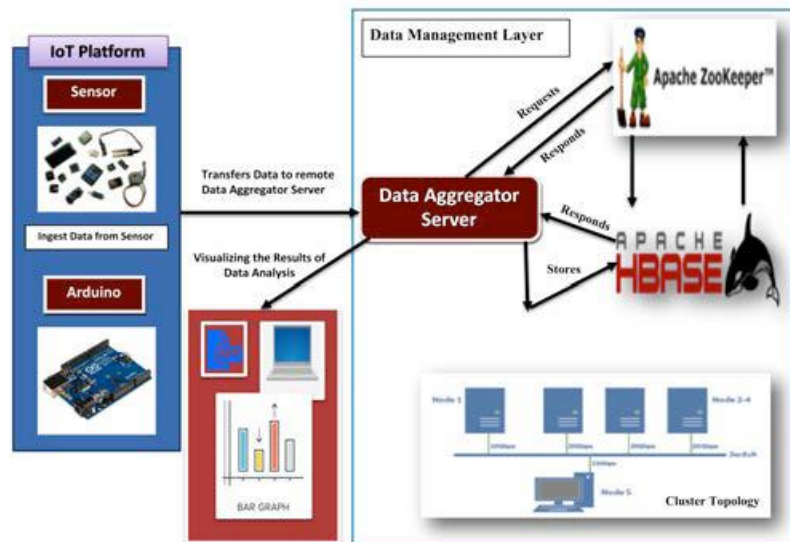 IoT Platform
Sensor
Ingest Data from Sensor
Arduino
Transfers Data to remote
Data Aggregator Server
Visualizing the Results of
Data Analysis
BAR GRAPH
Data Management Layer
Apache ZooKeeper™
Requests
Responds
Data Aggregator
Server
Responds
Stores
APACHE
HBASE
Node 1
Node 2-4
Switch
Node 5
Cluster Topology